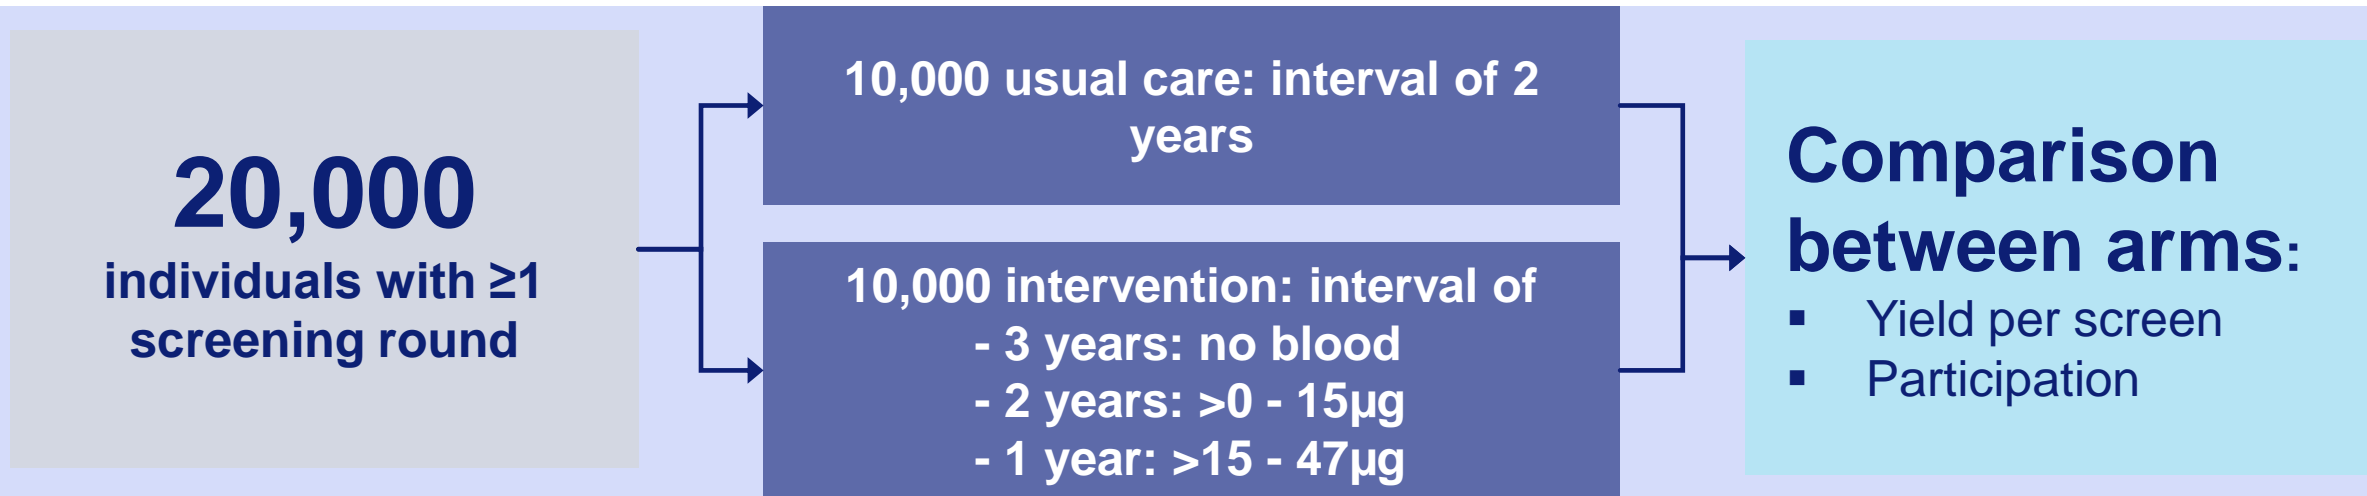 20,000
individuals with ≥1
screening round
10,000 usual care: interval of 2
years
10,000 intervention: interval of
- 3 years: no blood
- 2 years: >0 - 15µg
- 1 year: >15 - 47µg
Comparison
between arms:
▪ Yield per screen
▪ Participation